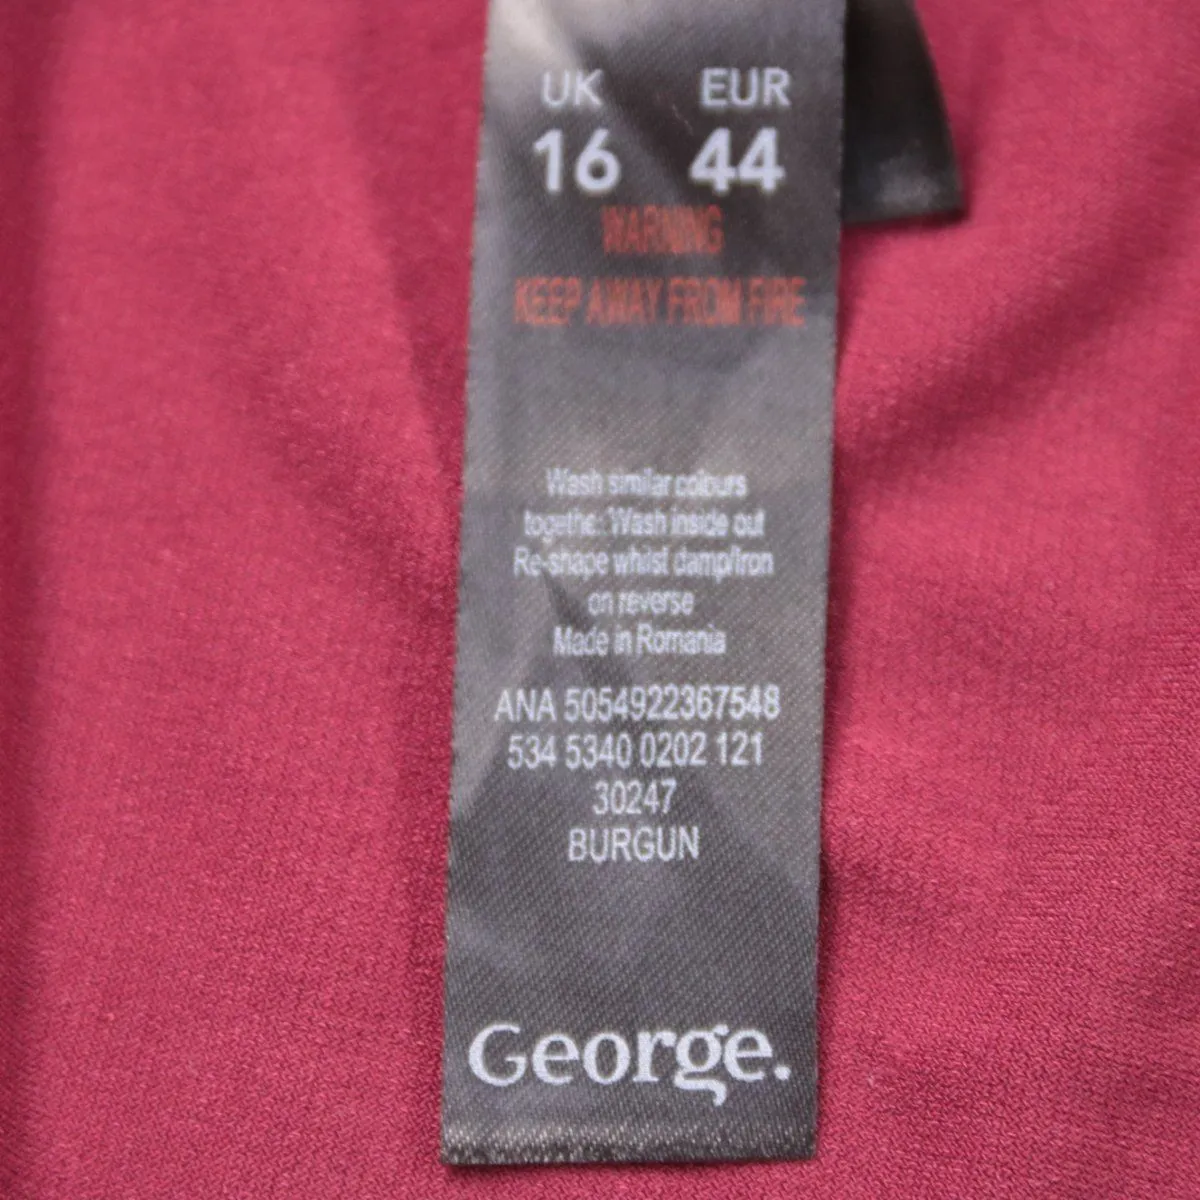 UK EUR
16 44
WARNING
KEEP AWAY FROM FIRE
Wash similar colours
together. Wash inside out
Re-shape whilst damp/Iron
on reverse
Made in Romania
ANA 5054922367548
534 5340 0202 121
30247
BURGUN
George.